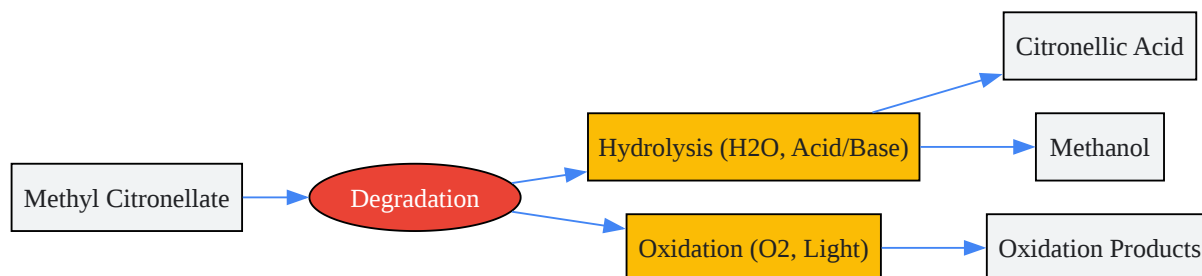 Citronellic Acid
Hydrolysis (H2O, Acid/Base)
Methanol
Methyl Citronellate
Degradation
Oxidation (O2, Light)
Oxidation Products